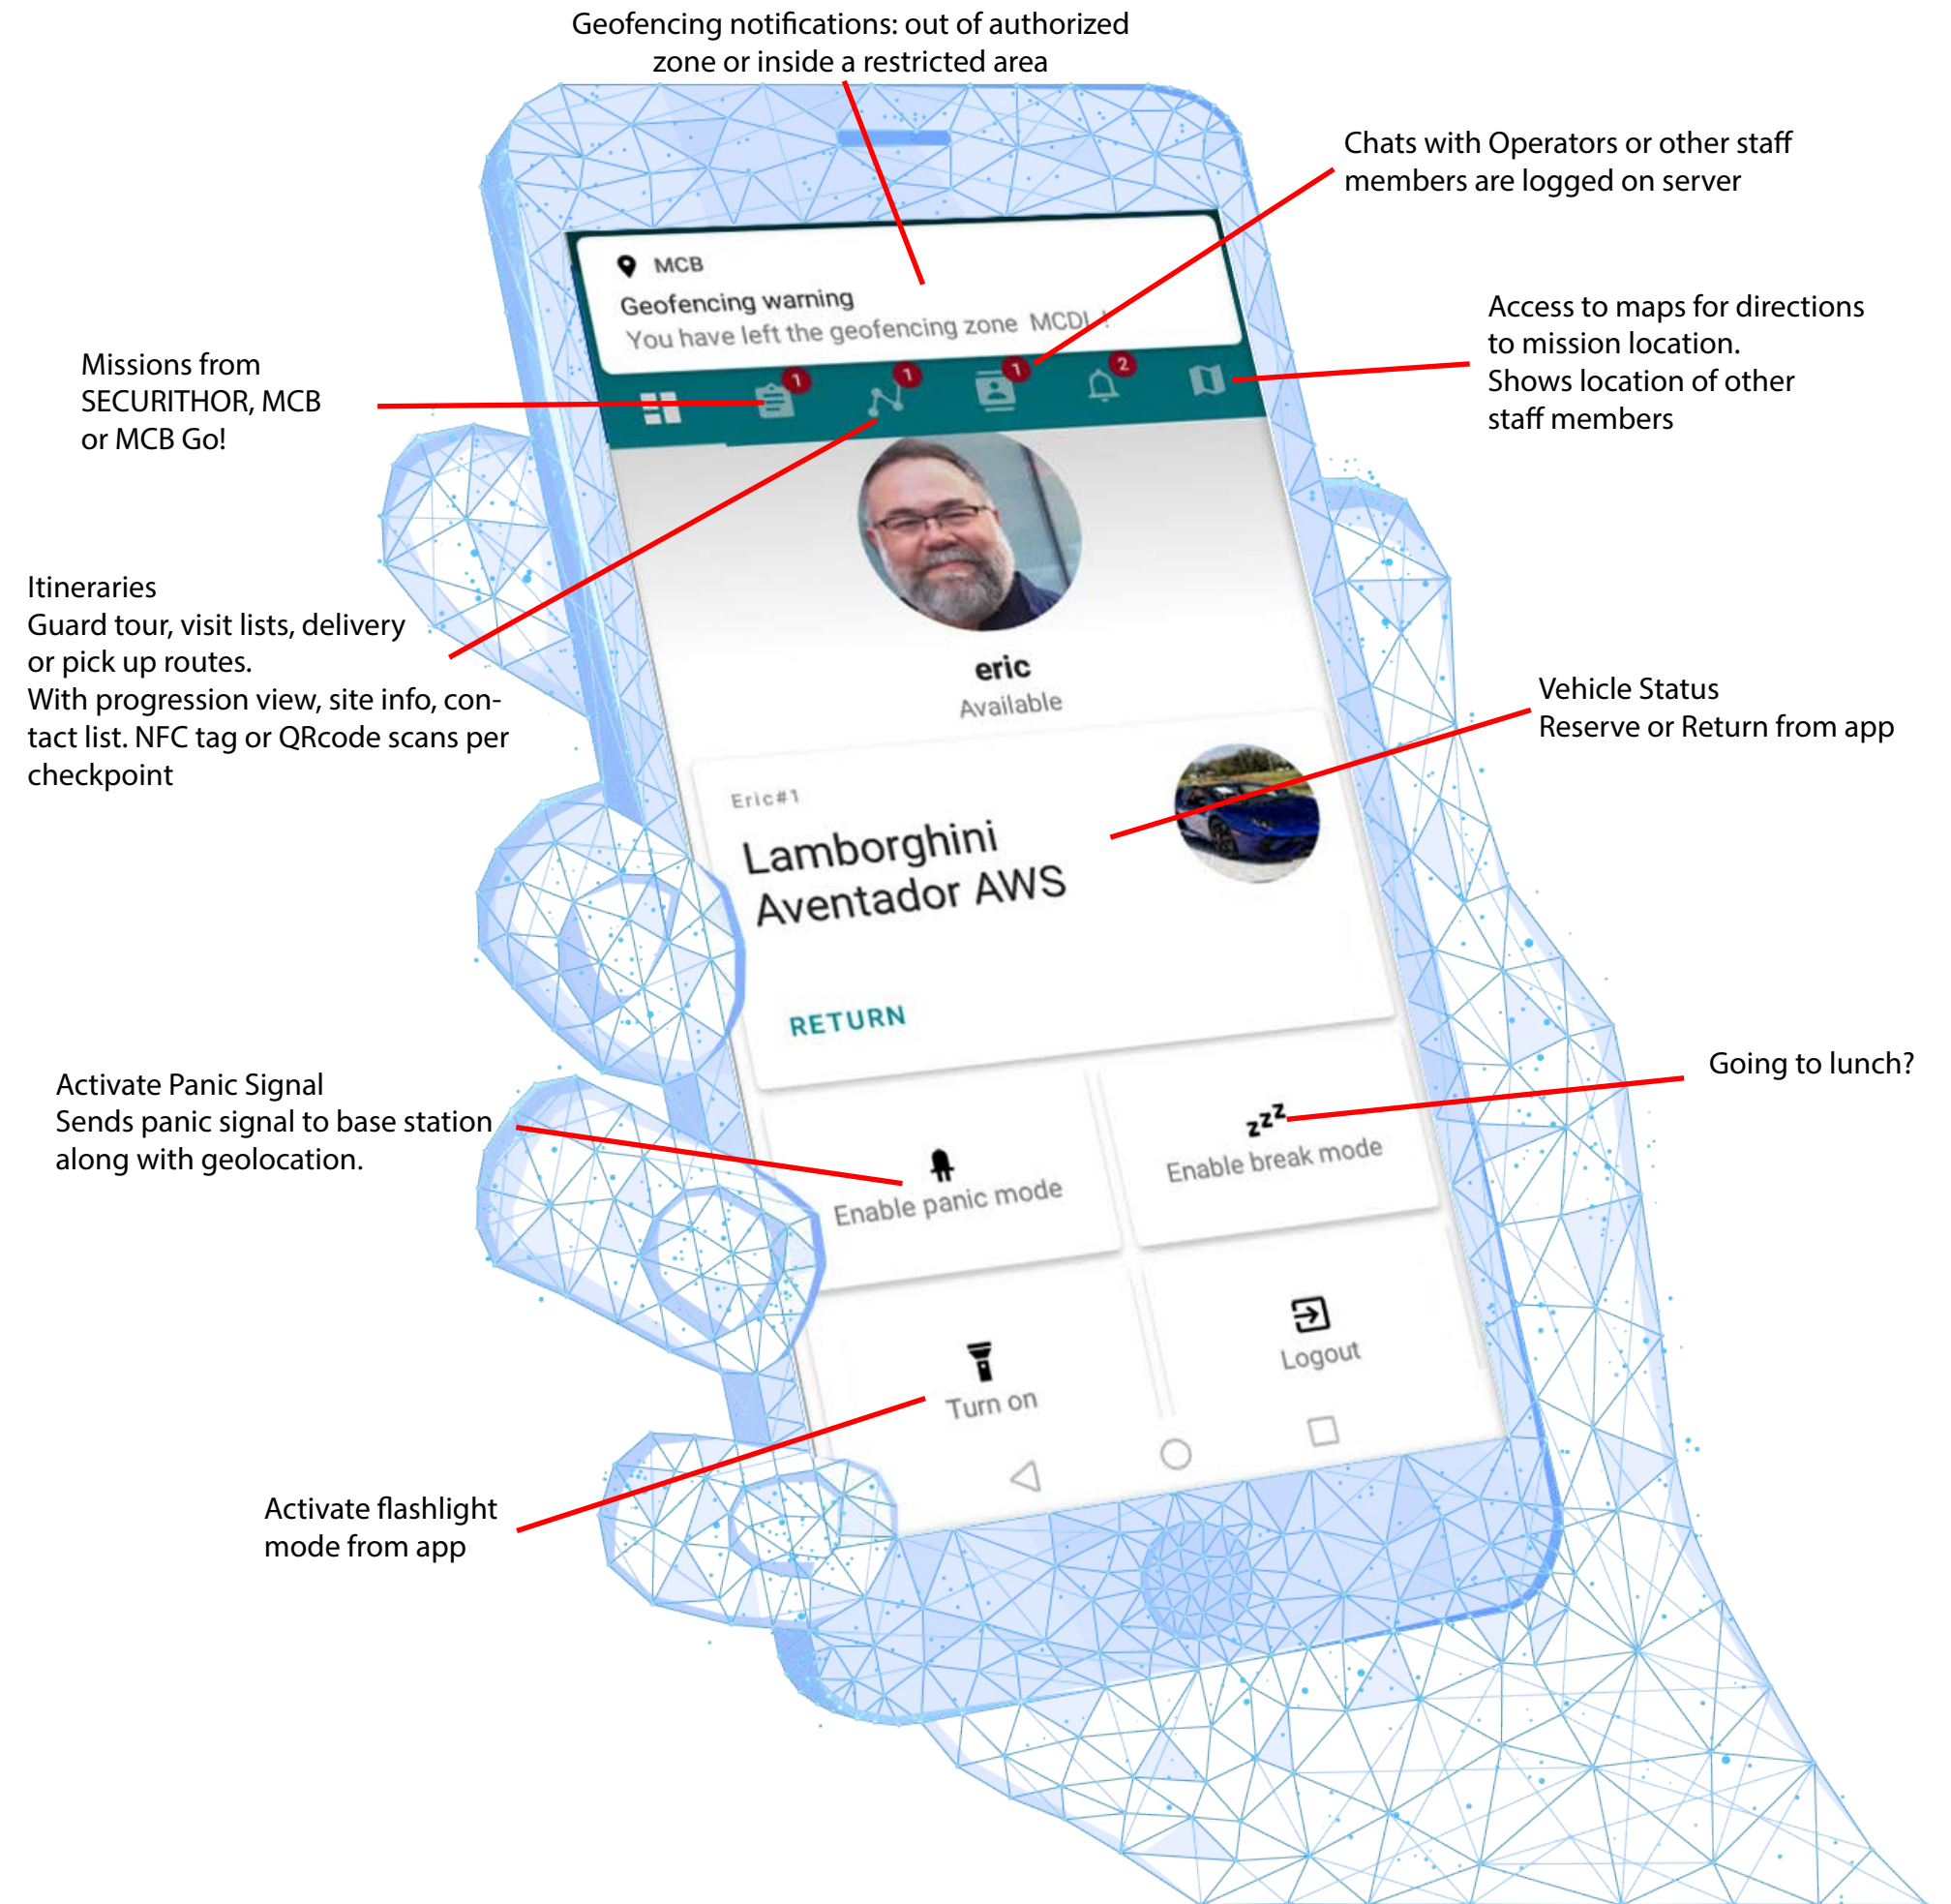 Geofencing notifications: out of authorized
zone or inside a restricted area
Chats with Operators or other staff
members are logged on server
Access to maps for directions
to mission location.
Shows location of other
staff members
Missions from
SECURITHOR, MCB
or MCB Go!
Itineraries
Guard tour, visit lists, delivery
or pick up routes.
With progression view, site info, con-
tact list. NFC tag or QRcode scans per
checkpoint
Vehicle Status
Reserve or Return from app
Activate Panic Signal
Sends panic signal to base station
along with geolocation.
Going to lunch?
Activate flashlight
mode from app
MCB
Geofencing warning
You have left the geofencing zone MCDI !
1
1
1
2
eric
Available
Eric#1
Lamborghini
Aventador AWS
RETURN
Enable panic mode
zzz
Enable break mode
Turn on
Logout